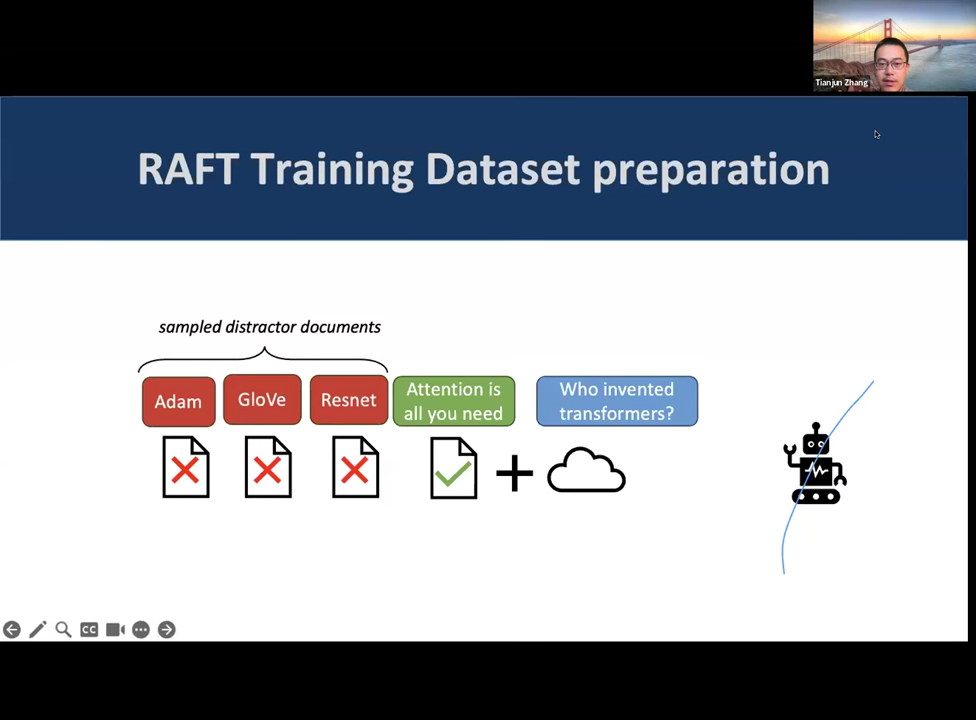 Tianjun Zhang
RAFT Training Dataset preparation
sampled distractor documents
Adam
GloVe
Resnet
Attention is
all you need
Who invented
transformers?
CC